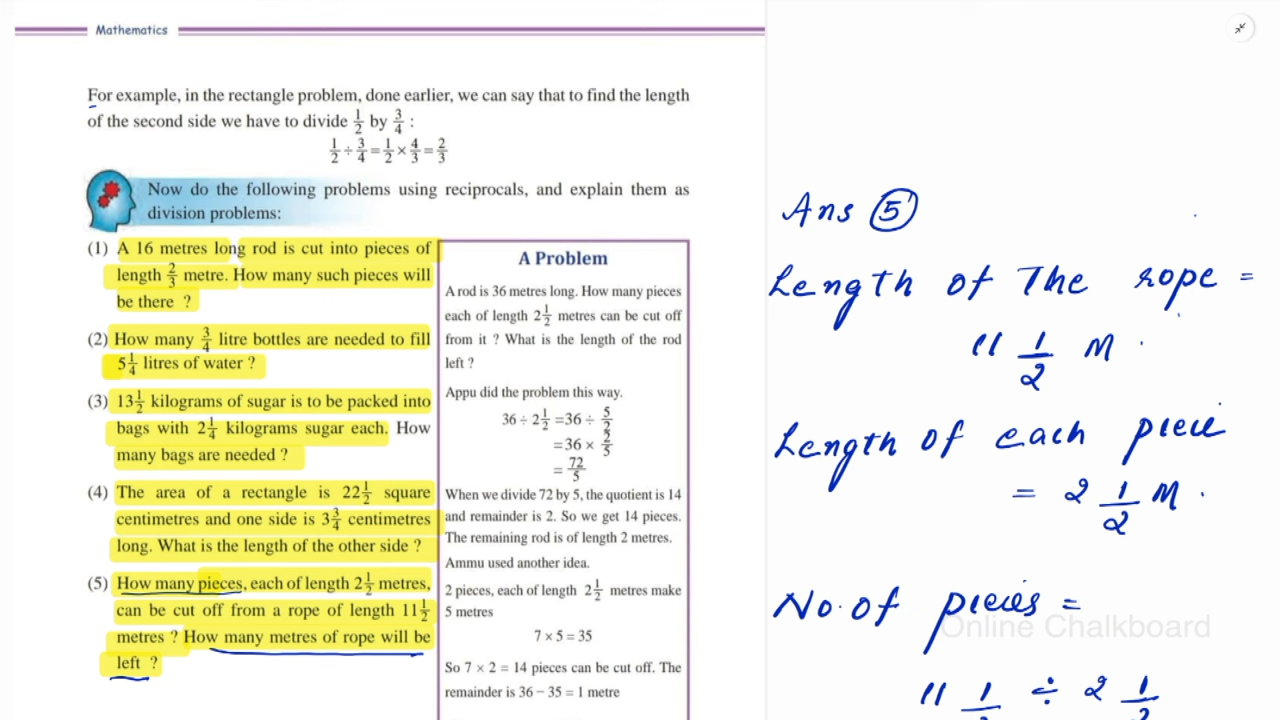 Mathematics
For example, in the rectangle problem, done earlier, we can say that to find the length
of the second side we have to divide 1/2 by 3/4 :
1/2 ÷ 3/4 = 1/2 × 4/3 = 2/3
Now do the following problems using reciprocals, and explain them as
division problems:
(1) A 16 metres long rod is cut into pieces of
length 2/3 metre. How many such pieces will
be there ?
(2) How many 3/4 litre bottles are needed to fill
5 1/4 litres of water ?
(3) 13 1/2 kilograms of sugar is to be packed into
bags with 2 1/4 kilograms sugar each. How
many bags are needed ?
(4) The area of a rectangle is 22 1/2 square
centimetres and one side is 3 3/4 centimetres
long. What is the length of the other side ?
(5) How many pieces, each of length 2 1/2 metres,
can be cut off from a rope of length 11 1/2
metres ? How many metres of rope will be
left ?
A Problem
A rod is 36 metres long. How many pieces
each of length 2 1/2 metres can be cut off
from it ? What is the length of the rod
left ?
Appu did the problem this way.
36 ÷ 2 1/2 =36 ÷ 5/2
=36 × 2/5
= 72/5
When we divide 72 by 5, the quotient is 14
and remainder is 2. So we get 14 pieces.
The remaining rod is of length 2 metres.
Ammu used another idea.
2 pieces, each of length 2 1/2 metres make
5 metres
7 × 5 = 35
So 7 × 2 = 14 pieces can be cut off. The
remainder is 36 − 35 = 1 metre
Ans 5
Length of The rope =
11 1/2 M.
Length of each piece
= 2 1/2 M.
No. of pieces =
Online Chalkboard
11 1/2 ÷ 2 1/2